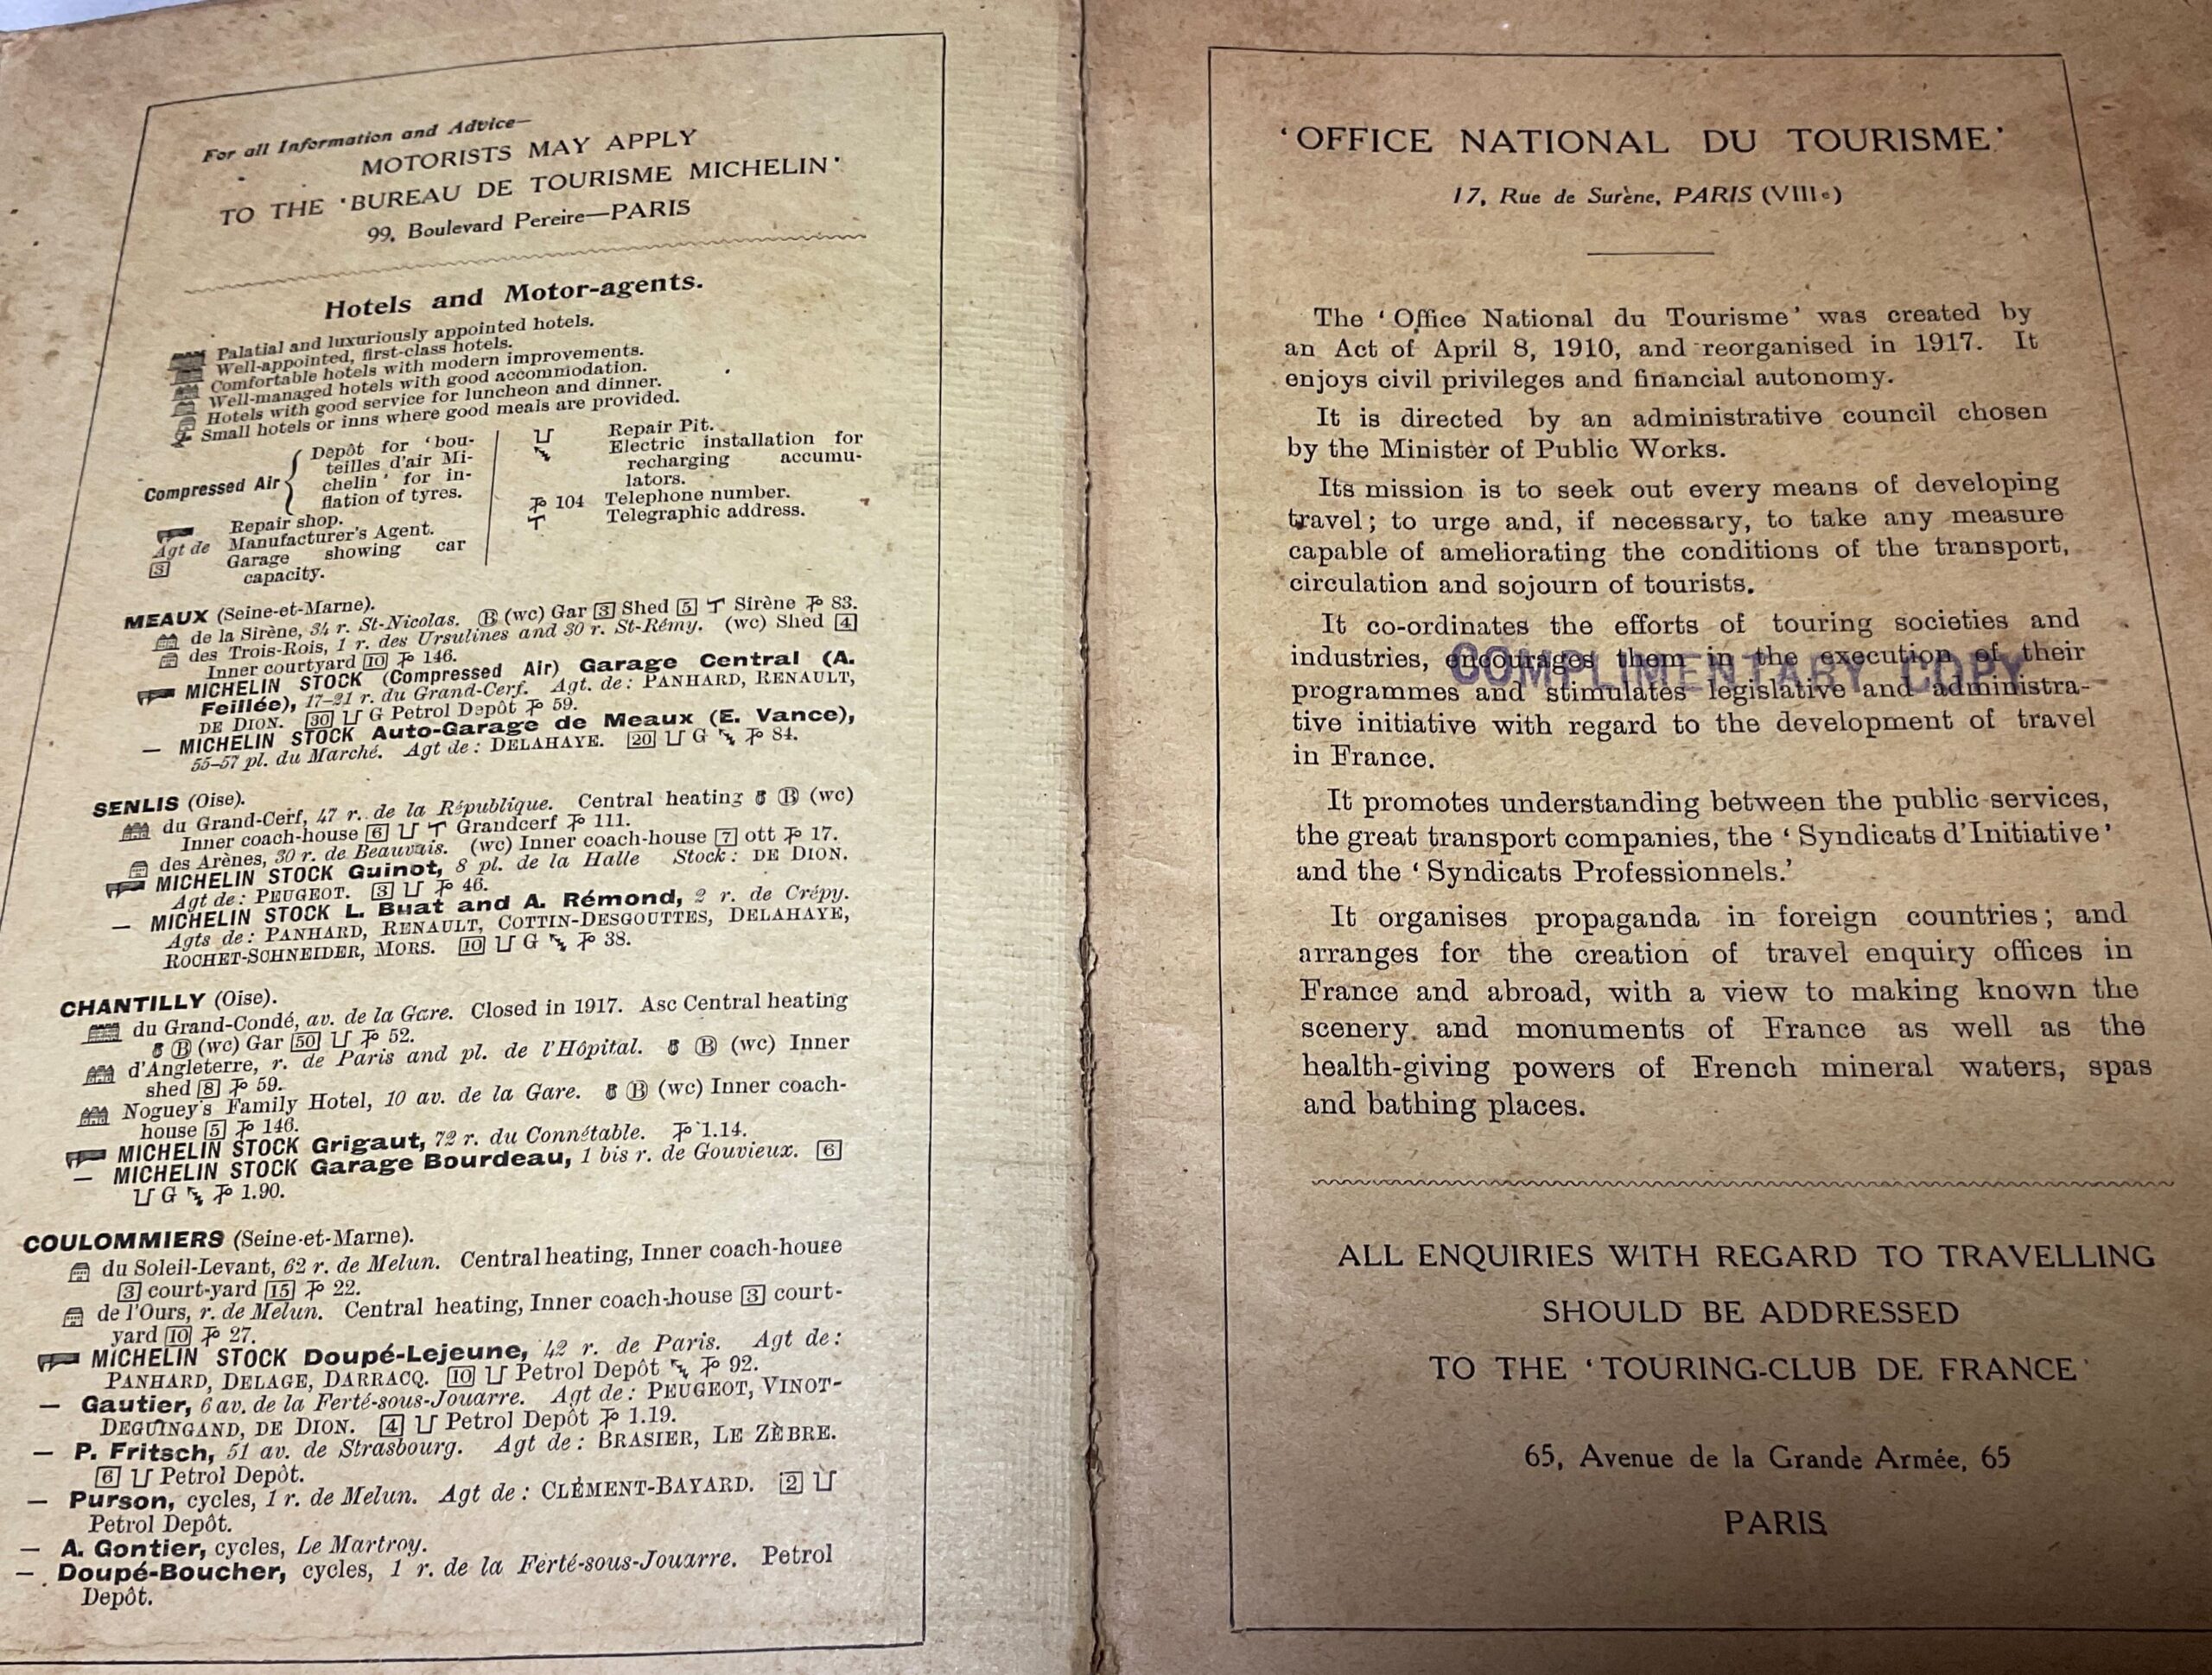 For all Information and Advice—
MOTORISTS MAY APPLY
TO THE 'BUREAU DE TOURISME MICHELIN'
99, Boulevard Pereire—PARIS
Hotels and Motor-agents.
Palatial and luxuriously appointed hotels.
Well-appointed, first-class hotels.
Comfortable hotels with modern improvements.
Well-managed hotels with good accommodation.
Hotels with good service for luncheon and dinner.
Small hotels or inns where good meals are provided.
Compressed Air
Depôt for 'bou-
teilles d'air Mi-
chelin' for in-
flation of tyres.
Repair shop.
Agt de Manufacturer's Agent.
3 Garage showing car
capacity.
Repair Pit.
Electric installation for
recharging accumu-
lators.
104 Telephone number.
Telegraphic address.
MEAUX (Seine-et-Marne).
de la Sirène, 34 r. St-Nicolas. B (wc) Gar 3 Shed 5 Sirène 83.
des Trois-Rois, 1 r. des Ursulines and 30 r. St-Rémy. (wc) Shed 4
Inner courtyard 10 146.
MICHELIN STOCK (Compressed Air) Garage Central (A.
Feillée), 17-21 r. du Grand-Cerf. Agt. de: PANHARD, RENAULT,
DE DION. 30 G Petrol Depôt 59.
— MICHELIN STOCK Auto-Garage de Meaux (E. Vance),
55-57 pl. du Marché. Agt de: DELAHAYE. 20 G 84.
SENLIS (Oise).
du Grand-Cerf, 47 r. de la République. Central heating B (wc)
Inner coach-house 6 Grandcerf 111.
des Arènes, 30 r. de Beauvais. (wc) Inner coach-house 7 ott 17.
MICHELIN STOCK Guinot, 8 pl. de la Halle Stock: DE DION.
Agt de: PEUGEOT. 3 46.
— MICHELIN STOCK L. Buat and A. Rémond, 2 r. de Crépy.
Agts de: PANHARD, RENAULT, COTTIN-DESGOUTTES, DELAHAYE,
ROCHET-SCHNEIDER, MORS. 10 G 38.
CHANTILLY (Oise).
du Grand-Condé, av. de la Gare. Closed in 1917. Asc Central heating
B (wc) Gar 50 52.
d'Angleterre, r. de Paris and pl. de l'Hôpital. B (wc) Inner
shed 8 59.
Noguey's Family Hotel, 10 av. de la Gare. B (wc) Inner coach-
house 5 146.
MICHELIN STOCK Grigaut, 72 r. du Connétable. 1.14.
— MICHELIN STOCK Garage Bourdeau, 1 bis r. de Gouvieux. 6
G 1.90.
COULOMMIERS (Seine-et-Marne).
du Soleil-Levant, 62 r. de Melun. Central heating, Inner coach-house
3 court-yard 15 22.
de l'Ours, r. de Melun. Central heating, Inner coach-house 3 court-
yard 10 27.
MICHELIN STOCK Doupé-Lejeune, 42 r. de Paris. Agt de:
PANHARD, DELAGE, DARRACQ. 10 Petrol Depôt 92.
— Gautier, 6 av. de la Ferté-sous-Jouarre. Agt de: PEUGEOT, VINOT-
DEGUINGAND, DE DION. 4 Petrol Depôt 1.19.
— P. Fritsch, 51 av. de Strasbourg. Agt de: BRASIER, LE ZÈBRE.
6 Petrol Depôt.
— Purson, cycles, 1 r. de Melun. Agt de: CLÉMENT-BAYARD. 2
Petrol Depôt.
— A. Gontier, cycles, Le Martroy.
— Doupé-Boucher, cycles, 1 r. de la Ferté-sous-Jouarre. Petrol
Depôt.
'OFFICE NATIONAL DU TOURISME'
17, Rue de Surène, PARIS (VIIIe)
The 'Office National du Tourisme' was created by
an Act of April 8, 1910, and reorganised in 1917. It
enjoys civil privileges and financial autonomy.
It is directed by an administrative council chosen
by the Minister of Public Works.
Its mission is to seek out every means of developing
travel; to urge and, if necessary, to take any measure
capable of ameliorating the conditions of the transport,
circulation and sojourn of tourists.
It co-ordinates the efforts of touring societies and
industries, encourages them in the execution of their
COMPLIMENTARY COPY
programmes and stimulates legislative and administra-
tive initiative with regard to the development of travel
in France.
It promotes understanding between the public services,
the great transport companies, the 'Syndicats d'Initiative'
and the 'Syndicats Professionnels.'
It organises propaganda in foreign countries; and
arranges for the creation of travel enquiry offices in
France and abroad, with a view to making known the
scenery and monuments of France as well as the
health-giving powers of French mineral waters, spas
and bathing places.
ALL ENQUIRIES WITH REGARD TO TRAVELLING
SHOULD BE ADDRESSED
TO THE 'TOURING-CLUB DE FRANCE'
65, Avenue de la Grande Armée, 65
PARIS